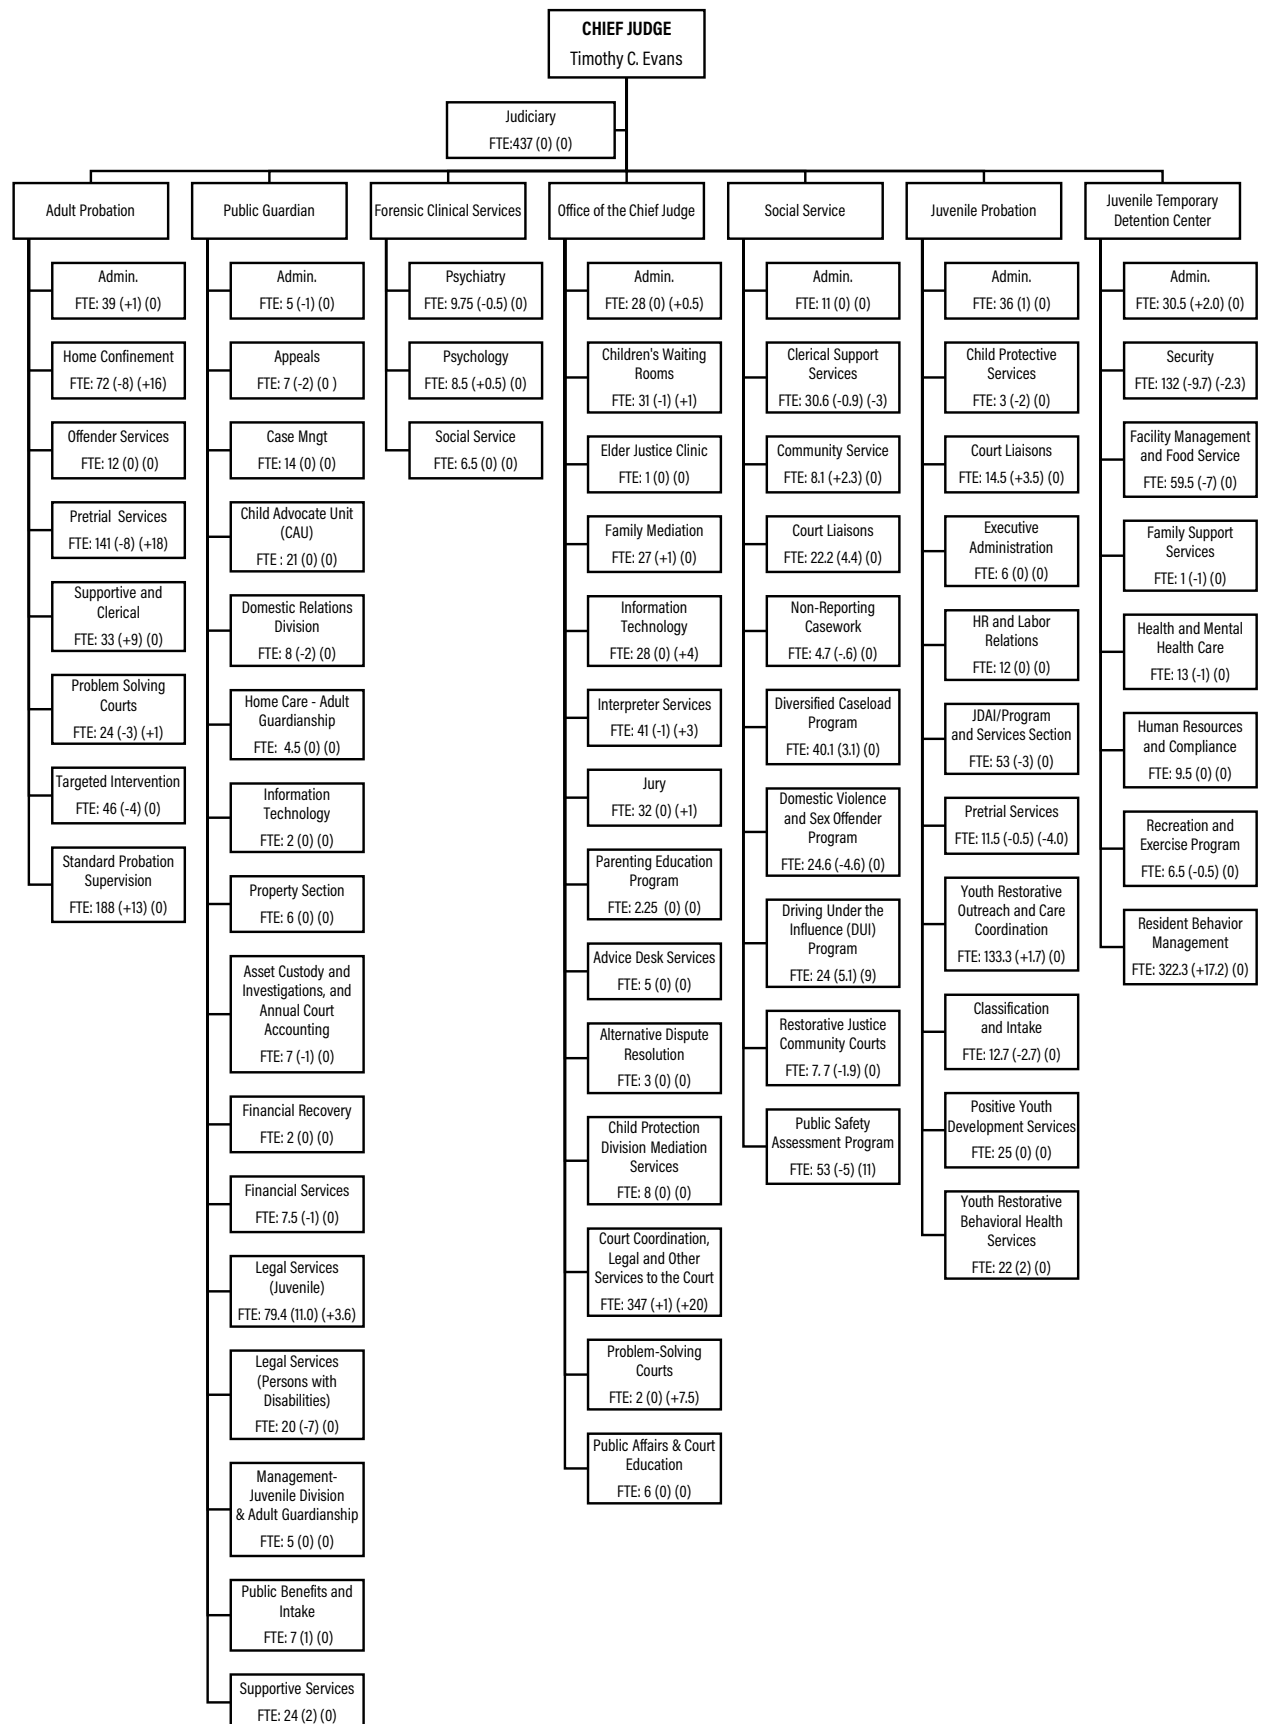 CHIEF JUDGE
Timothy C. Evans
Judiciary
FTE:437 (0) (0)
Adult Probation
Admin.
FTE: 39 (+1) (0)
Home Confinement
FTE: 72 (-8) (+16)
Offender Services
FTE: 12 (0) (0)
Pretrial Services
FTE: 141 (-8) (+18)
Supportive and
Clerical
FTE: 33 (+9) (0)
Problem Solving
Courts
FTE: 24 (-3) (+1)
Targeted Intervention
FTE: 46 (-4) (0)
Standard Probation
Supervision
FTE: 188 (+13) (0)
Public Guardian
Admin.
FTE: 5 (-1) (0)
Appeals
FTE: 7 (-2) (0 )
Case Mngt
FTE: 14 (0) (0)
Child Advocate Unit
(CAU)
FTE : 21 (0) (0)
Domestic Relations
Division
FTE: 8 (-2) (0)
Home Care - Adult
Guardianship
FTE: 4.5 (0) (0)
Information
Technology
FTE: 2 (0) (0)
Property Section
FTE: 6 (0) (0)
Asset Custody and
Investigations, and
Annual Court
Accounting
FTE: 7 (-1) (0)
Financial Recovery
FTE: 2 (0) (0)
Financial Services
FTE: 7.5 (-1) (0)
Legal Services
(Juvenile)
FTE: 79.4 (11.0) (+3.6)
Legal Services
(Persons with
Disabilities)
FTE: 20 (-7) (0)
Management-
Juvenile Division
& Adult Guardianship
FTE: 5 (0) (0)
Public Benefits and
Intake
FTE: 7 (1) (0)
Supportive Services
FTE: 24 (2) (0)
Forensic Clinical Services
Psychiatry
FTE: 9.75 (-0.5) (0)
Psychology
FTE: 8.5 (+0.5) (0)
Social Service
FTE: 6.5 (0) (0)
Office of the Chief Judge
Admin.
FTE: 28 (0) (+0.5)
Children's Waiting
Rooms
FTE: 31 (-1) (+1)
Elder Justice Clinic
FTE: 1 (0) (0)
Family Mediation
FTE: 27 (+1) (0)
Information
Technology
FTE: 28 (0) (+4)
Interpreter Services
FTE: 41 (-1) (+3)
Jury
FTE: 32 (0) (+1)
Parenting Education
Program
FTE: 2.25 (0) (0)
Advice Desk Services
FTE: 5 (0) (0)
Alternative Dispute
Resolution
FTE: 3 (0) (0)
Child Protection
Division Mediation
Services
FTE: 8 (0) (0)
Court Coordination,
Legal and Other
Services to the Court
FTE: 347 (+1) (+20)
Problem-Solving
Courts
FTE: 2 (0) (+7.5)
Public Affairs & Court
Education
FTE: 6 (0) (0)
Social Service
Admin.
FTE: 11 (0) (0)
Clerical Support
Services
FTE: 30.6 (-0.9) (-3)
Community Service
FTE: 8.1 (+2.3) (0)
Court Liaisons
FTE: 22.2 (4.4) (0)
Non-Reporting
Casework
FTE: 4.7 (-.6) (0)
Diversified Caseload
Program
FTE: 40.1 (3.1) (0)
Domestic Violence
and Sex Offender
Program
FTE: 24.6 (-4.6) (0)
Driving Under the
Influence (DUI)
Program
FTE: 24 (5.1) (9)
Restorative Justice
Community Courts
FTE: 7. 7 (-1.9) (0)
Public Safety
Assessment Program
FTE: 53 (-5) (11)
Juvenile Probation
Admin.
FTE: 36 (1) (0)
Child Protective
Services
FTE: 3 (-2) (0)
Court Liaisons
FTE: 14.5 (+3.5) (0)
Executive
Administration
FTE: 6 (0) (0)
HR and Labor
Relations
FTE: 12 (0) (0)
JDAI/Program
and Services Section
FTE: 53 (-3) (0)
Pretrial Services
FTE: 11.5 (-0.5) (-4.0)
Youth Restorative
Outreach and Care
Coordination
FTE: 133.3 (+1.7) (0)
Classification
and Intake
FTE: 12.7 (-2.7) (0)
Positive Youth
Development Services
FTE: 25 (0) (0)
Youth Restorative
Behavioral Health
Services
FTE: 22 (2) (0)
Juvenile Temporary
Detention Center
Admin.
FTE: 30.5 (+2.0) (0)
Security
FTE: 132 (-9.7) (-2.3)
Facility Management
and Food Service
FTE: 59.5 (-7) (0)
Family Support
Services
FTE: 1 (-1) (0)
Health and Mental
Health Care
FTE: 13 (-1) (0)
Human Resources
and Compliance
FTE: 9.5 (0) (0)
Recreation and
Exercise Program
FTE: 6.5 (-0.5) (0)
Resident Behavior
Management
FTE: 322.3 (+17.2) (0)